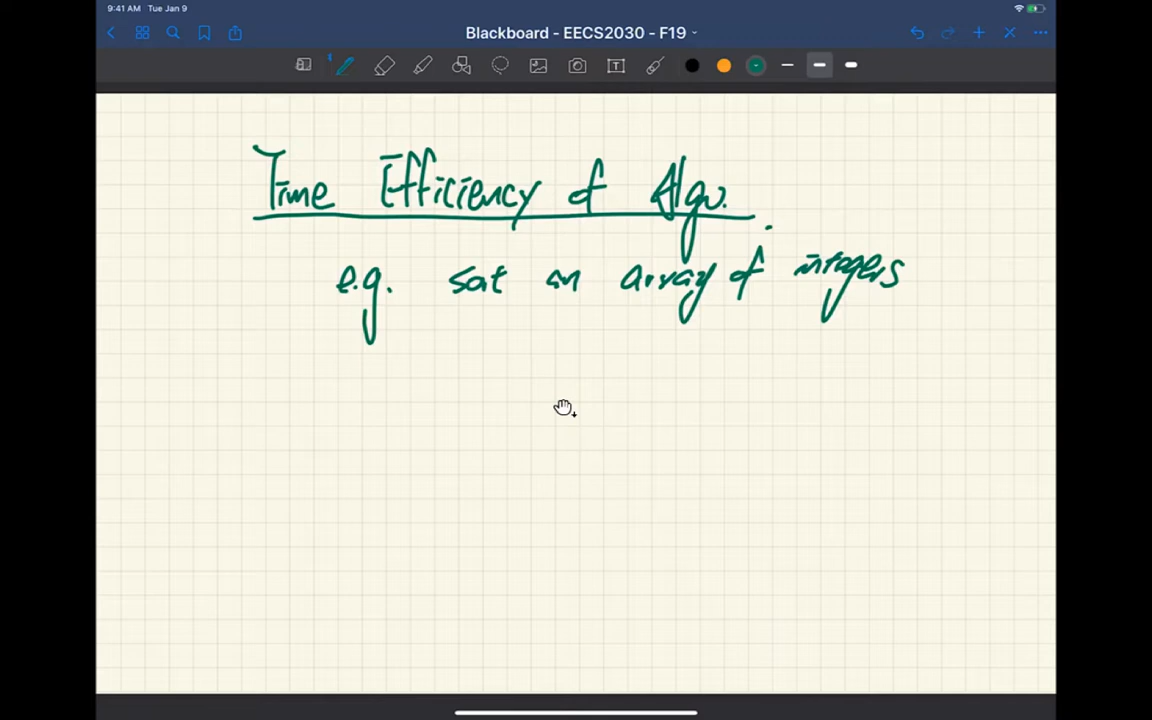 9:41 AM Tue Jan 9
Blackboard - EECS2030 - F19
Time Efficiency of Algo.
e.g. sort an array of integers